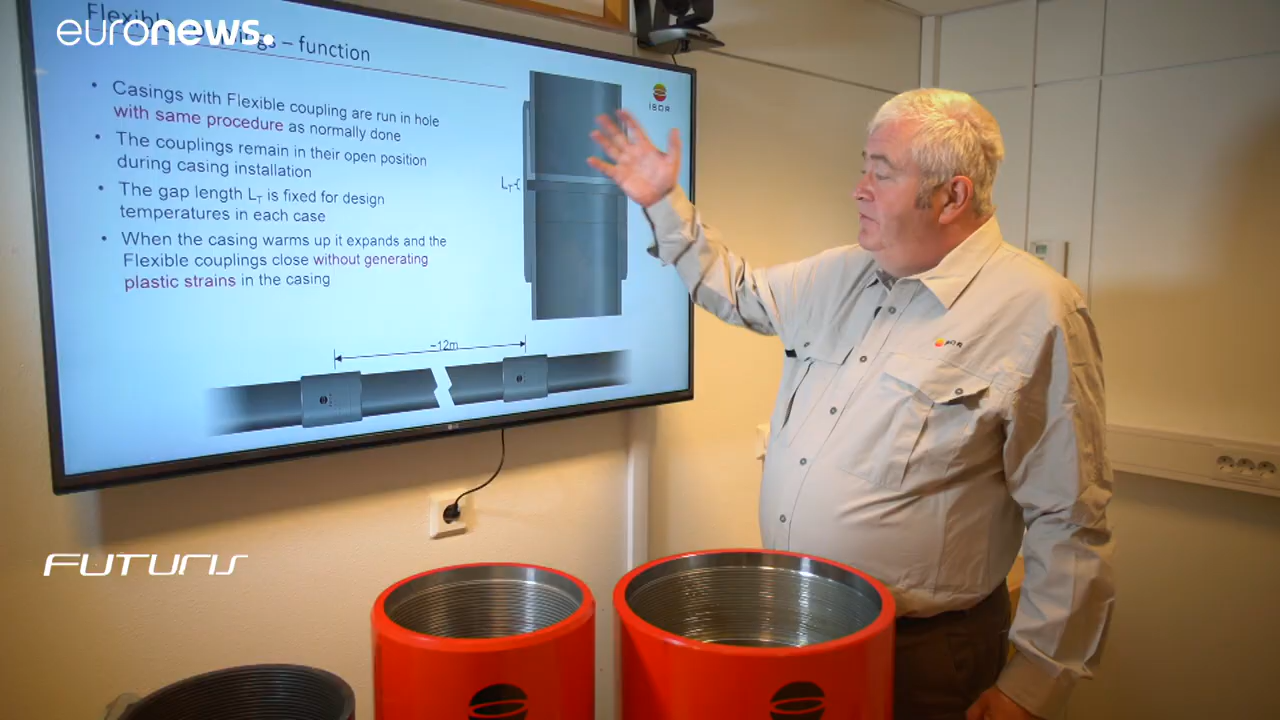 euronews.
– function
Casings with Flexible coupling are run in hole
with same procedure as normally done
The couplings remain in their open position
during casing installation
The gap length LT is fixed for design
temperatures in each case
When the casing warms up it expands and the
Flexible couplings close without generating
plastic strains in the casing
ISOR
LT
~12m
FUTURIS